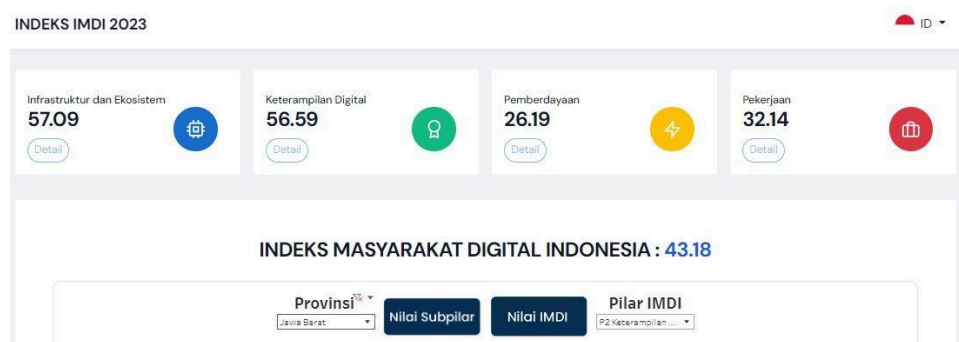 INDEKS IMDI 2023
ID
Infrastruktur dan Ekosistem
57.09
Detail
Keterampilan Digital
56.59
Detail
Pemberdayaan
26.19
Detail
Pekerjaan
32.14
Detail
INDEKS MASYARAKAT DIGITAL INDONESIA : 43.18
Provinsi
Jawa Barat
Nilai Subpilar
Nilai IMDI
Pilar IMDI
P2 Keterampilan ...